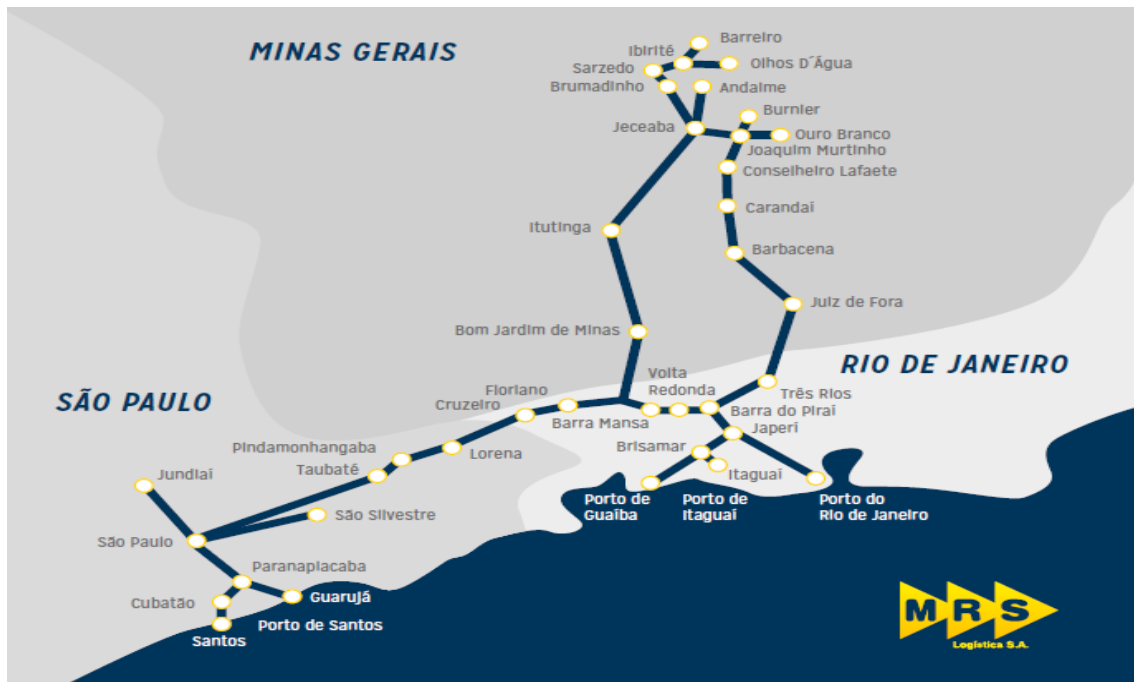 MINAS GERAIS
Barreiro
Ibirité
Olhos D´Água
Sarzedo
Brumadinho
Andaime
Burnier
Jeceaba
Ouro Branco
Joaquim Murtinho
Conselheiro Lafaete
Carandaí
Itutinga
Barbacena
Juiz de Fora
Bom Jardim de Minas
RIO DE JANEIRO
Volta
Redonda
SÃO PAULO
Floriano
Três Rios
Cruzeiro
Barra Mansa
Barra do Piraí
Japeri
Pindamonhangaba
Lorena
Brisamar
Taubaté
Jundiaí
Itaguaí
Porto de
Guaíba
Porto de
Itaguaí
Porto do
Rio de Janeiro
São Silvestre
São Paulo
Paranapiacaba
Cubatão
Guarujá
Santos
Porto de Santos
MRS
Logística S.A.